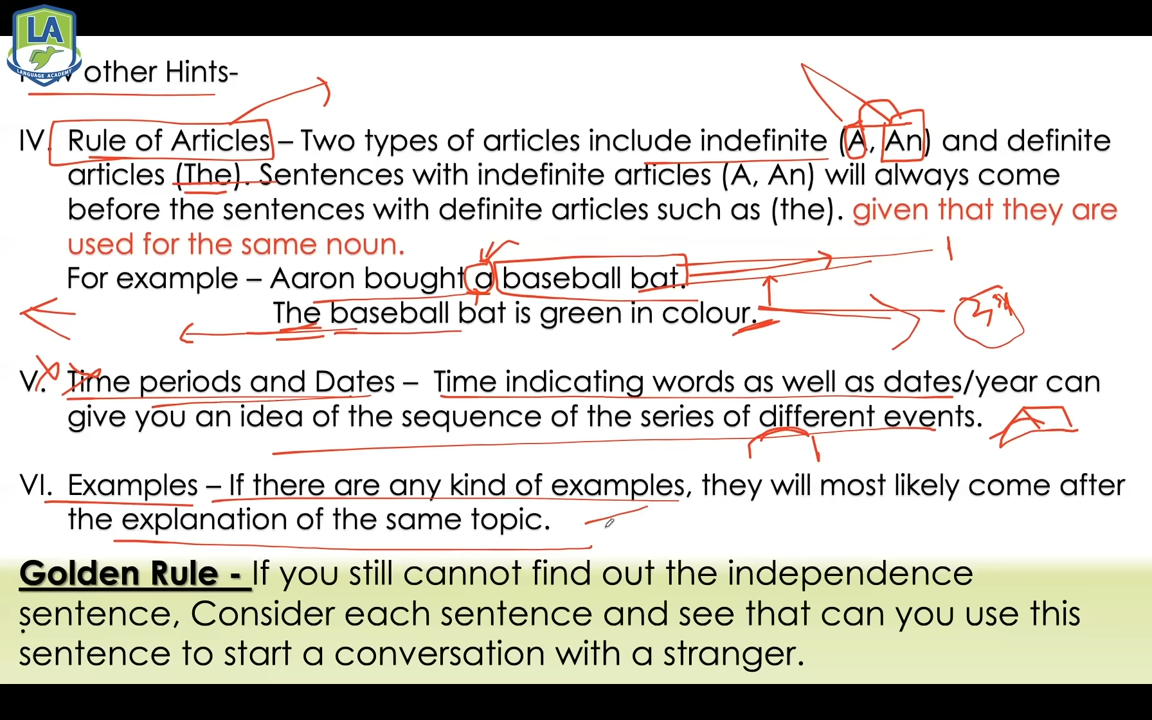 LA
LANGUAGE ACADEMY
other Hints-
IV. Rule of Articles – Two types of articles include indefinite (A, An) and definite
articles (The). Sentences with indefinite articles (A, An) will always come
before the sentences with definite articles such as (the). given that they are
used for the same noun.
For example – Aaron bought a baseball bat. 1
The baseball bat is green in colour.
V. Time periods and Dates – Time indicating words as well as dates/year can
give you an idea of the sequence of the series of different events.
VI. Examples – If there are any kind of examples, they will most likely come after
the explanation of the same topic.
Golden Rule - If you still cannot find out the independence
sentence, Consider each sentence and see that can you use this
sentence to start a conversation with a stranger.